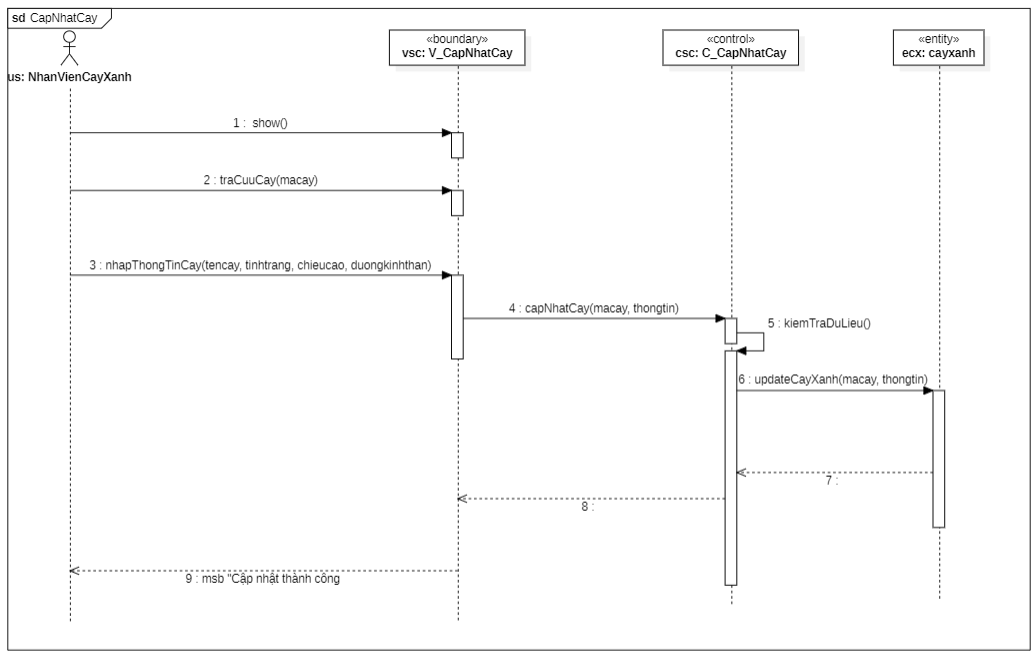 sd CapNhatCay
us: NhanVienCayXanh
«boundary»
vsc: V_CapNhatCay
«control»
csc: C_CapNhatCay
«entity»
ecx: cayxanh
1 : show()
2 : traCuuCay(macay)
3 : nhapThongTinCay(tencay, tinhtrang, chieucao, duongkinhthan)
4 : capNhatCay(macay, thongtin)
5 : kiemTraDuLieu()
6 : updateCayXanh(macay, thongtin)
7 :
8 :
9 : msb "Cập nhật thành công